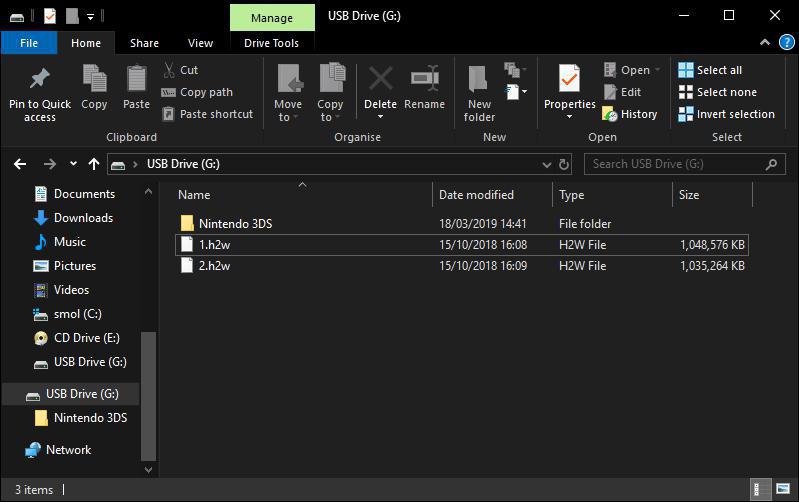 Manage USB Drive (G:)
File Home Share View Drive Tools
Pin to Quick access
Copy
Paste
Cut
Copy path
Paste shortcut
Clipboard
Move to
Copy to
Delete
Rename
Organise
New folder
New
Properties
Open
Edit
History
Open
Select all
Select none
Invert selection
Select
USB Drive (G:)
Search USB Drive (G:)
Documents
Downloads
Music
Pictures
Videos
smol (C:)
CD Drive (E:)
USB Drive (G:)
USB Drive (G:)
Nintendo 3DS
Network
Name Date modified Type Size
Nintendo 3DS 18/03/2019 14:41 File folder
1.h2w 15/10/2018 16:08 H2W File 1,048,576 KB
2.h2w 15/10/2018 16:09 H2W File 1,035,264 KB
3 items